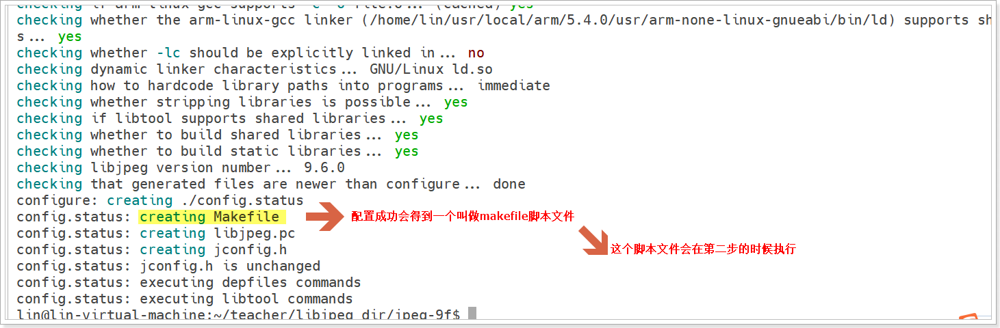 checking if arm-linux-gcc supports -c -o file.o... (cached) yes
checking whether the arm-linux-gcc linker (/home/lin/usr/local/arm/5.4.0/usr/arm-none-linux-gnueabi/bin/ld) supports sh
s... yes
checking whether -lc should be explicitly linked in... no
checking dynamic linker characteristics... GNU/Linux ld.so
checking how to hardcode library paths into programs... immediate
checking whether stripping libraries is possible... yes
checking if libtool supports shared libraries... yes
checking whether to build shared libraries... yes
checking whether to build static libraries... yes
checking libjpeg version number... 9.6.0
checking that generated files are newer than configure... done
configure: creating ./config.status
config.status: creating Makefile 配置成功会得到一个叫做makefile脚本文件
config.status: creating libjpeg.pc
config.status: creating jconfig.h 这个脚本文件会在第二步的时候执行
config.status: jconfig.h is unchanged
config.status: executing depfiles commands
config.status: executing libtool commands
lin@lin-virtual-machine:~/teacher/libjpeg_dir/jpeg-9f$